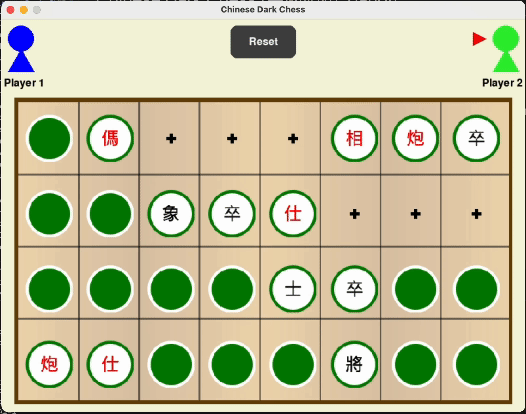 Chinese Dark Chess
Reset
Player 1
Player 2
傌 相 炮 卒
象 卒 仕
士 卒
炮 仕 將